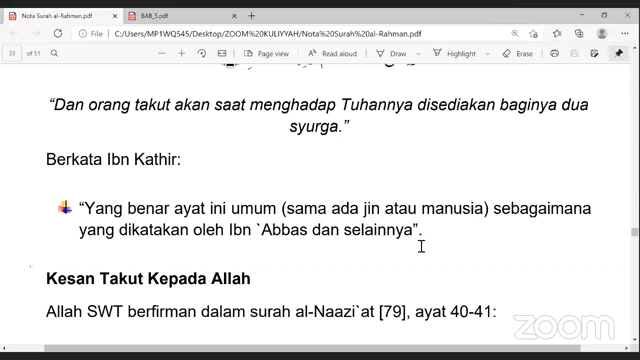 Nota Surah al-Rahman.pdf
BAB_5.pdf
File
C:/Users/MP1WQ545/Desktop/ZOOM%20KULIYYAH/Nota%20Surah%20al-Rahman.pdf
33 of 51
Page view
Read aloud
Draw
Highlight
Erase
“Dan orang takut akan saat menghadap Tuhannya disediakan baginya dua
syurga.”
Berkata Ibn Kathir:
“Yang benar ayat ini umum (sama ada jin atau manusia) sebagaimana
yang dikatakan oleh Ibn `Abbas dan selainnya”.
Kesan Takut Kepada Allah
Allah SWT berfirman dalam surah al-Naazi`at [79], ayat 40-41:
zoom